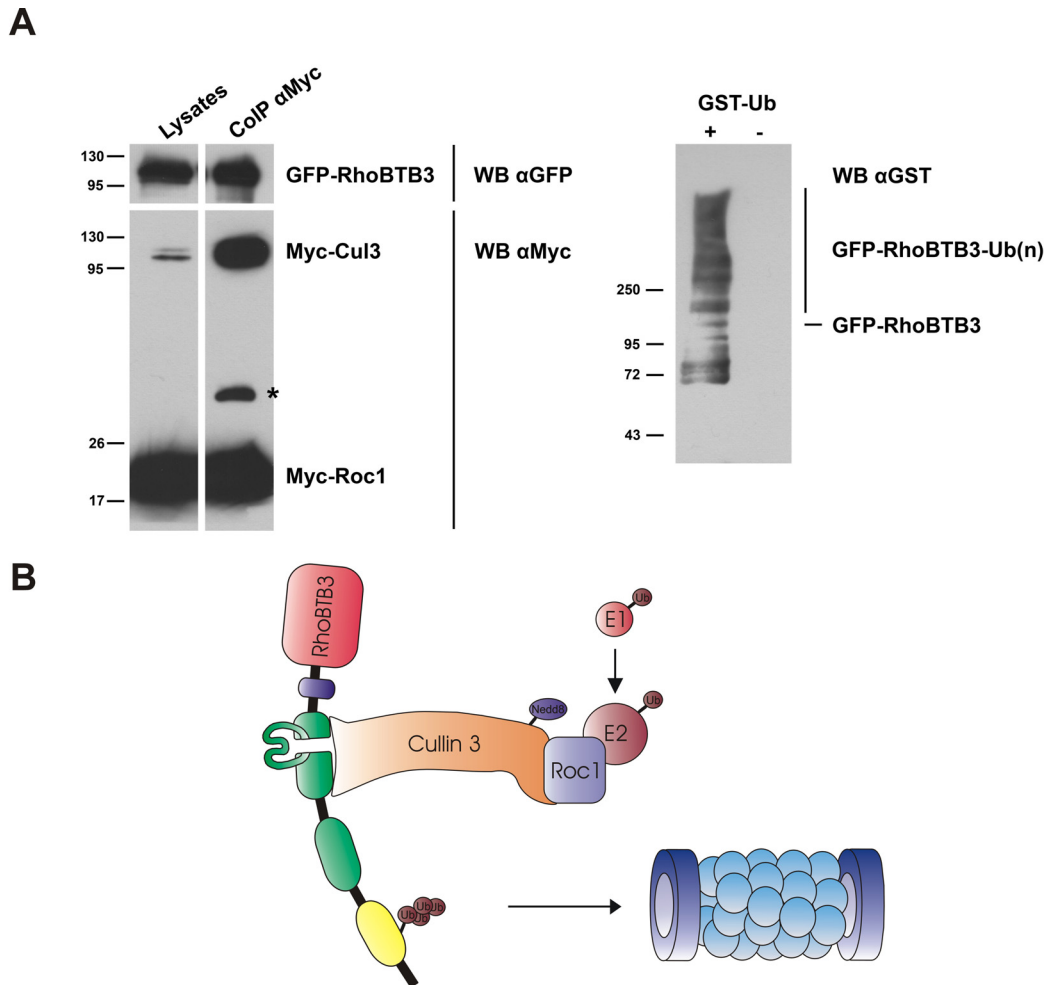 A
Lysates
CoIP αMyc
GST-Ub
+ -
130
95
GFP-RhoBTB3
WB αGFP
WB αGST
130
95
Myc-Cul3
WB αMyc
GFP-RhoBTB3-Ub(n)
250
GFP-RhoBTB3
95
72
*
43
26
Myc-Roc1
17
B
RhoBTB3
Ub
E1
Nedd8
Ub
E2
Cullin 3
Roc1
Ub
Ub
Ub
Ub